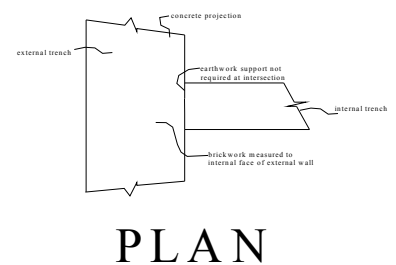 concrete projection
external trench
earthwork support not
required at intersection
internal trench
brickwork measured to
internal face of external wall
PLAN